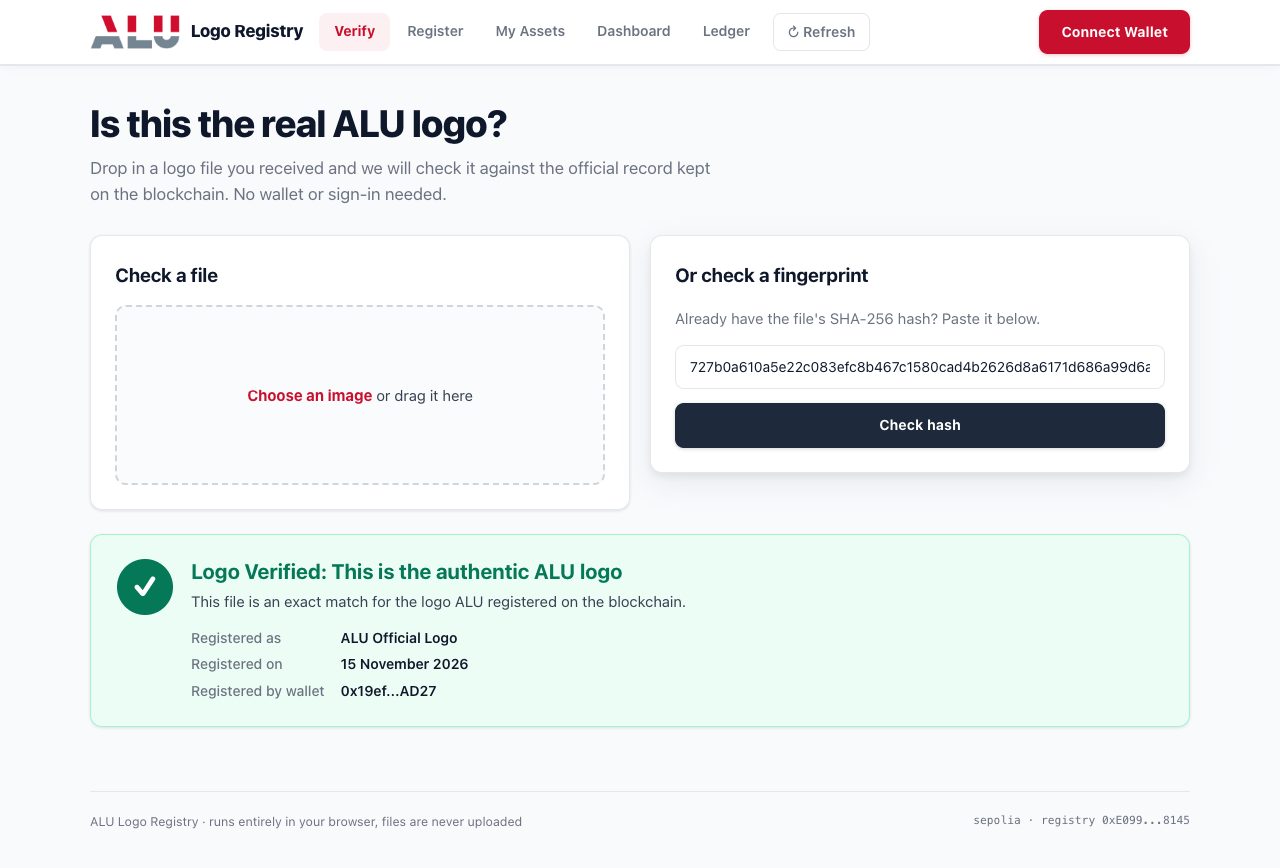 ALU Logo Registry Verify Register My Assets Dashboard Ledger ↻ Refresh Connect Wallet
Is this the real ALU logo?
Drop in a logo file you received and we will check it against the official record kept
on the blockchain. No wallet or sign-in needed.
Check a file
Choose an image or drag it here
Or check a fingerprint
Already have the file's SHA-256 hash? Paste it below.
727b0a610a5e22c083efc8b467c1580cad4b2626d8a6171d686a99d6a
Check hash
Logo Verified: This is the authentic ALU logo
This file is an exact match for the logo ALU registered on the blockchain.
Registered as ALU Official Logo
Registered on 15 November 2026
Registered by wallet 0x19ef...AD27
ALU Logo Registry · runs entirely in your browser, files are never uploaded
sepolia · registry 0xE099...8145